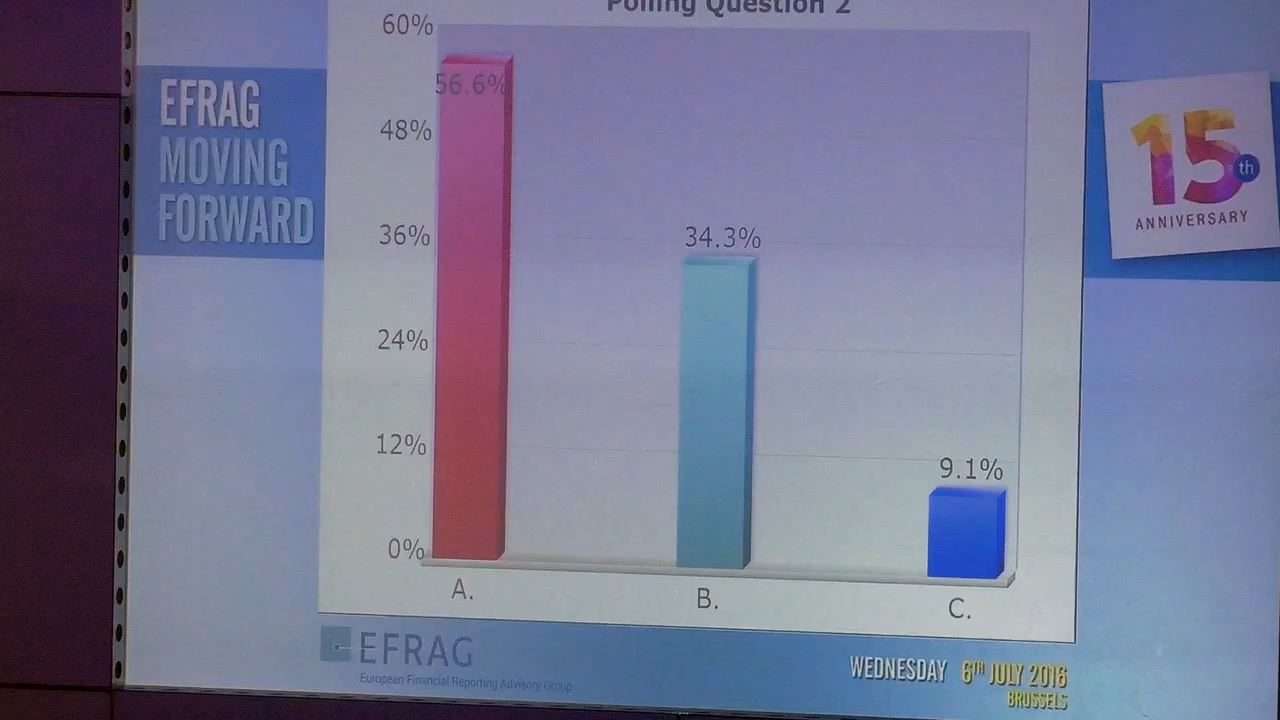 Polling Question 2
60%
56.6%
48%
36%
24%
12%
0%
34.3%
9.1%
A.
B.
C.
EFRAG
MOVING
FORWARD
15th
ANNIVERSARY
EFRAG
European Financial Reporting Advisory Group
WEDNESDAY 6TH JULY 2016
BRUSSELS